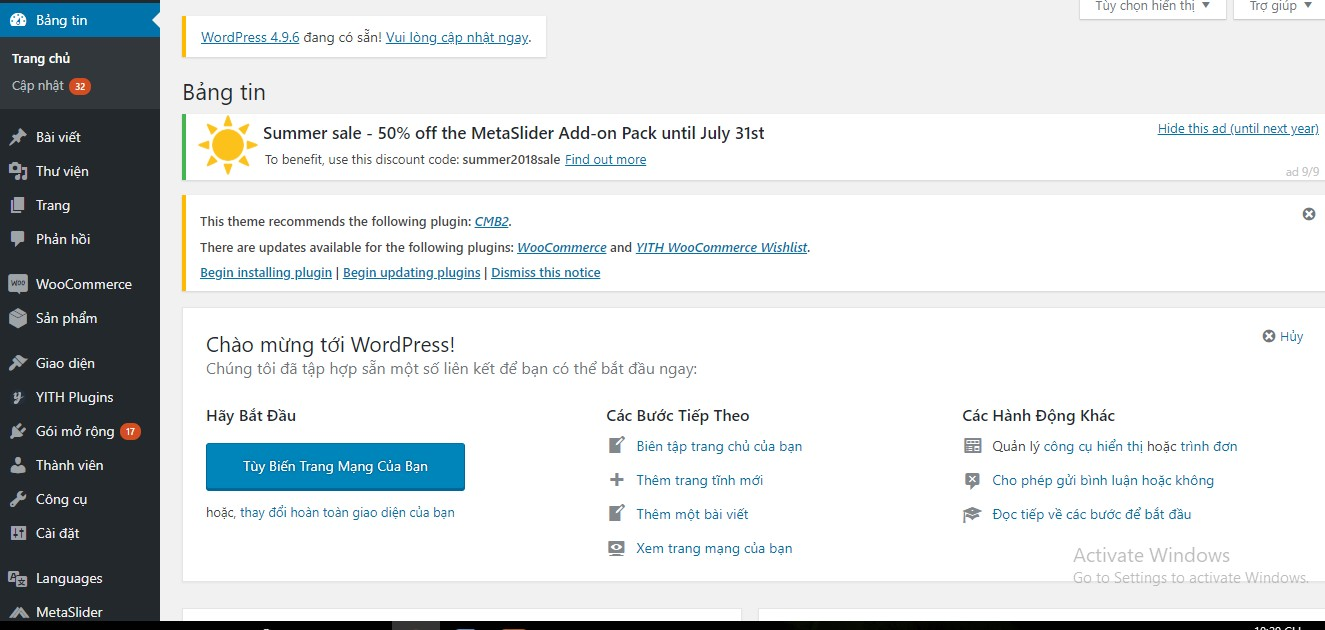 Bảng tin
Trang chủ
Cập nhật 32
Bài viết
Thư viện
Trang
Phản hồi
WooCommerce
Sản phẩm
Giao diện
YITH Plugins
Gói mở rộng 17
Thành viên
Công cụ
Cài đặt
Languages
MetaSlider
Tùy chọn hiển thị
Trợ giúp
WordPress 4.9.6 đang có sẵn! Vui lòng cập nhật ngay.
Bảng tin
Summer sale - 50% off the MetaSlider Add-on Pack until July 31st
Hide this ad (until next year)
To benefit, use this discount code: summer2018sale Find out more
ad 9/9
This theme recommends the following plugin: CMB2.
There are updates available for the following plugins: WooCommerce and YITH WooCommerce Wishlist.
Begin installing plugin | Begin updating plugins | Dismiss this notice
Chào mừng tới WordPress!
Hủy
Chúng tôi đã tập hợp sẵn một số liên kết để bạn có thể bắt đầu ngay:
Hãy Bắt Đầu
Tùy Biến Trang Mạng Của Bạn
hoặc, thay đổi hoàn toàn giao diện của bạn
Các Bước Tiếp Theo
Biên tập trang chủ của bạn
Thêm trang tĩnh mới
Thêm một bài viết
Xem trang mạng của bạn
Các Hành Động Khác
Quản lý công cụ hiển thị hoặc trình đơn
Cho phép gửi bình luận hoặc không
Đọc tiếp về các bước để bắt đầu
Activate Windows
Go to Settings to activate Windows.